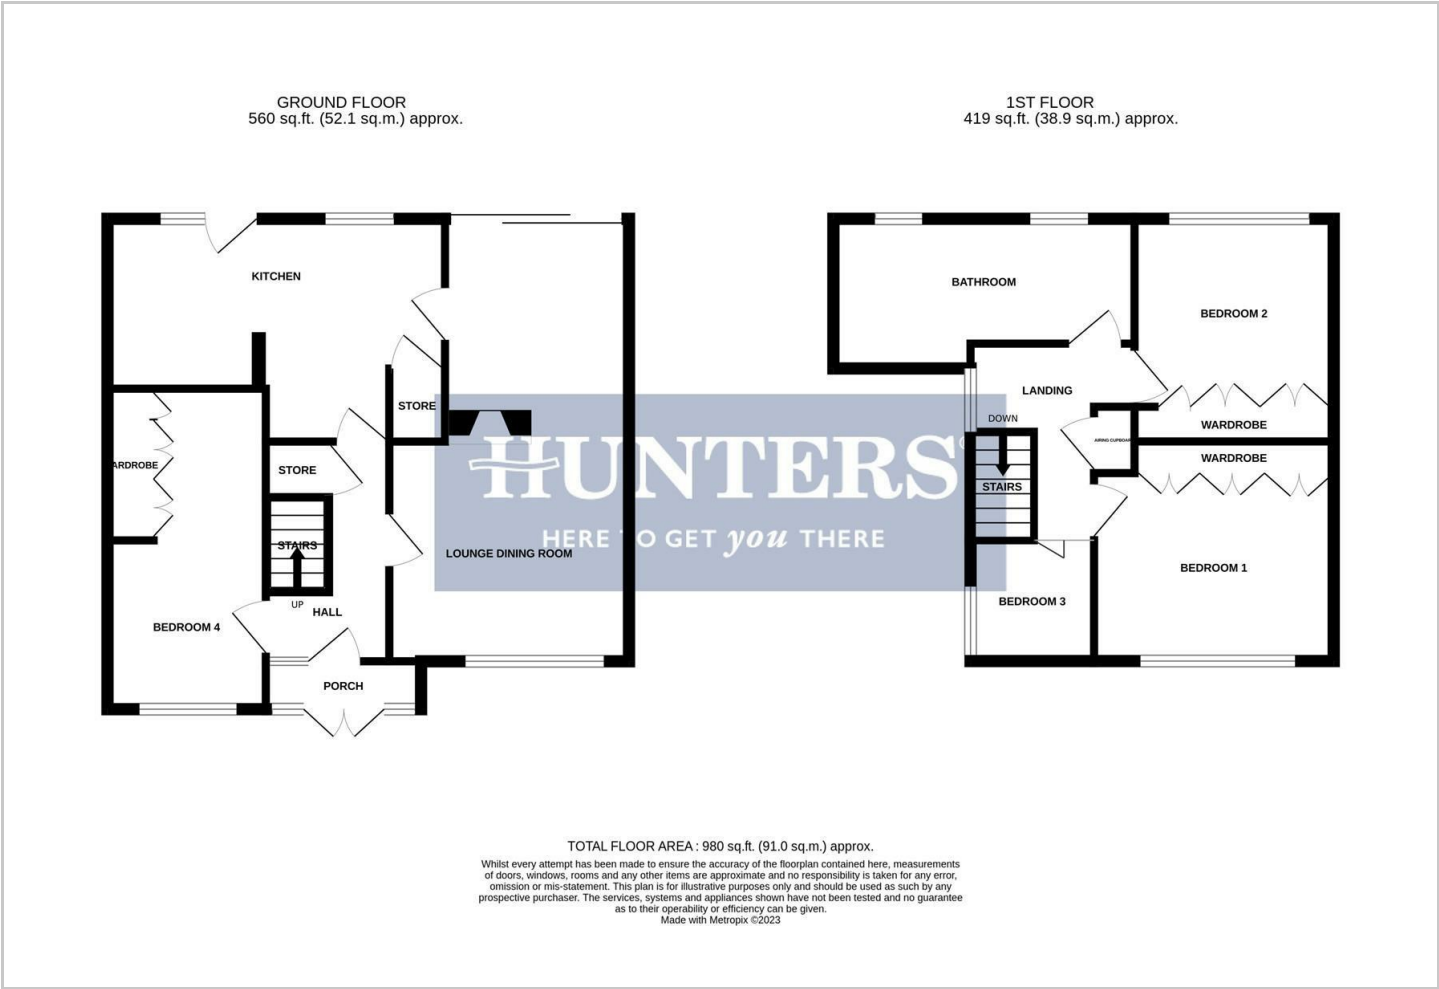 GROUND FLOOR
560 sq.ft. (52.1 sq.m.) approx.
1ST FLOOR
419 sq.ft. (38.9 sq.m.) approx.
KITCHEN
STORE
STORE
ARDROBE
STAIRS
UP
HALL
BEDROOM 4
PORCH
LOUNGE DINING ROOM
HUNTERS®
HERE TO GET you THERE
BATHROOM
BEDROOM 2
LANDING
DOWN
WARDROBE
AIRING CUPBOARD
WARDROBE
STAIRS
BEDROOM 1
BEDROOM 3
TOTAL FLOOR AREA : 980 sq.ft. (91.0 sq.m.) approx.
Whilst every attempt has been made to ensure the accuracy of the floorplan contained here, measurements
of doors, windows, rooms and any other items are approximate and no responsibility is taken for any error,
omission or mis-statement. This plan is for illustrative purposes only and should be used as such by any
prospective purchaser. The services, systems and appliances shown have not been tested and no guarantee
as to their operability or efficiency can be given.
Made with Metropix ©2023